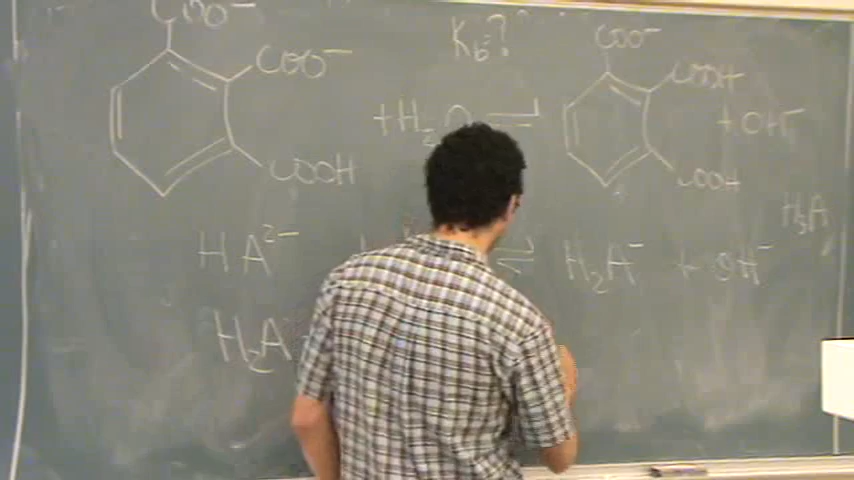 COO⁻
COO⁻
COOH
K_b=?
+H₂O ⇌
COO⁻
COOH
COOH
+ OH⁻
H₃A
HA²⁻
⇌ H₂A⁻ + OH⁻
H₂A